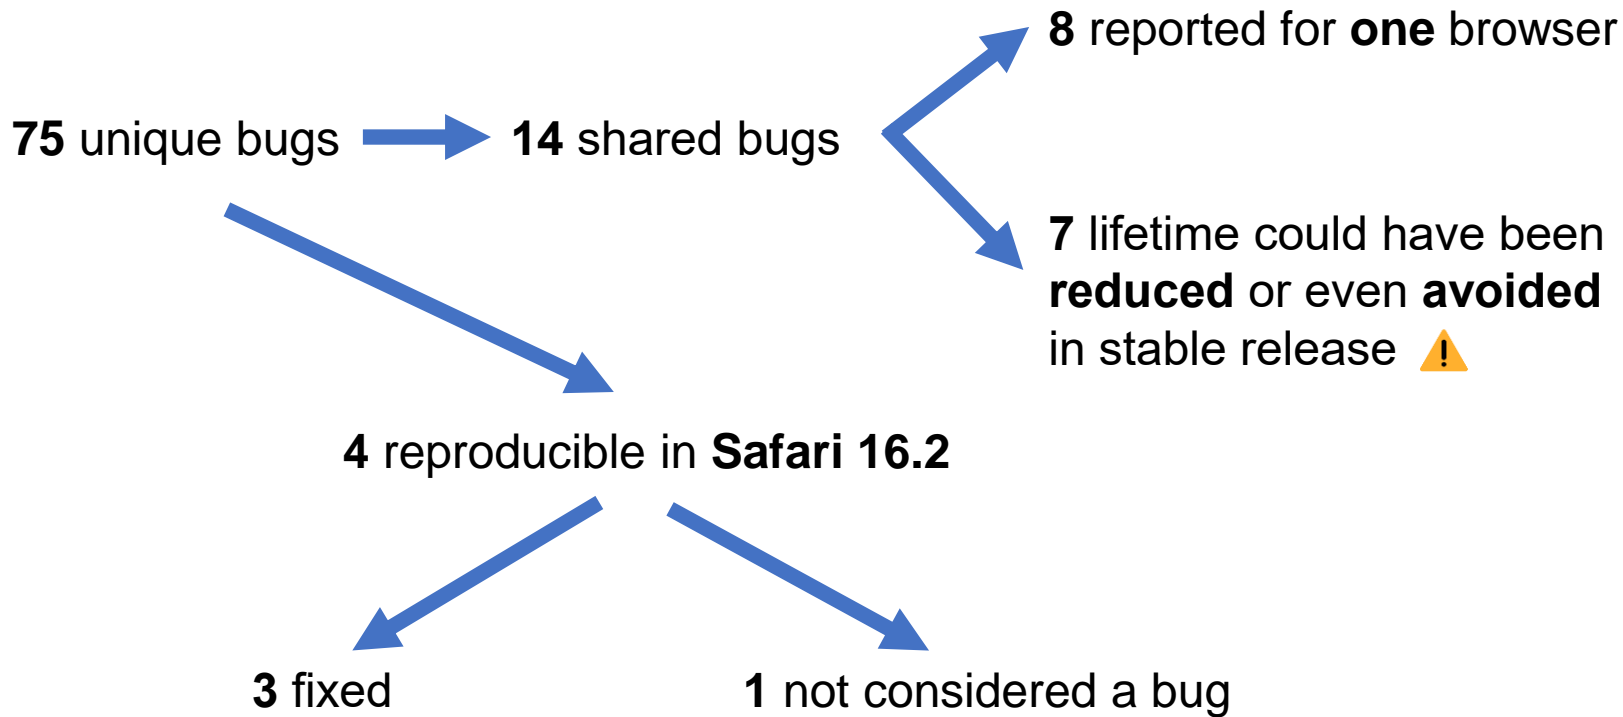 8 reported for one browser
75 unique bugs
14 shared bugs
7 lifetime could have been
reduced or even avoided
in stable release
4 reproducible in Safari 16.2
3 fixed
1 not considered a bug